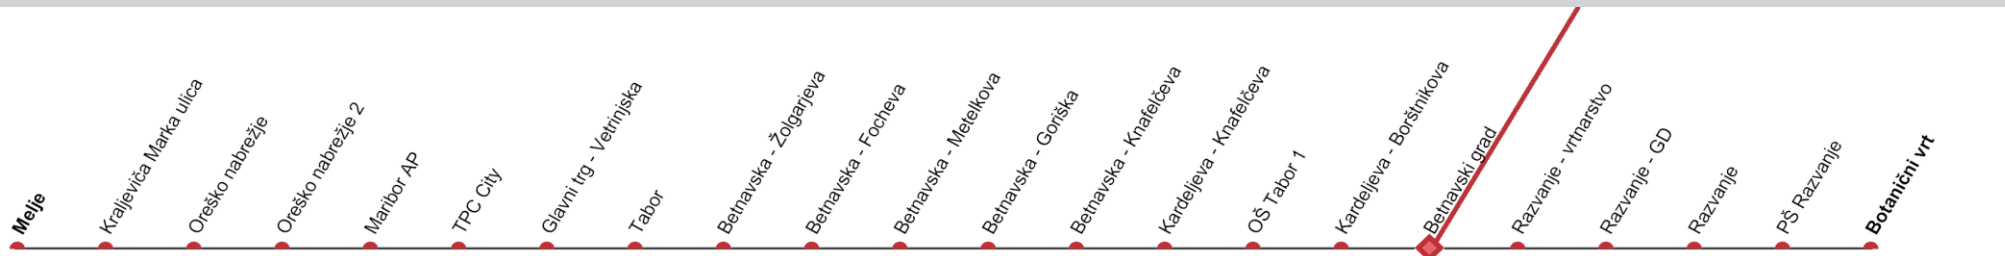 Melje
Kraljeviča Marka ulica
Oreško nabrežje
Oreško nabrežje 2
Maribor AP
TPC City
Glavni trg - Vetrinjska
Tabor
Betnavska - Žolgarjeva
Betnavska - Focheva
Betnavska - Metelkova
Betnavska - Goriška
Betnavska - Knafelčeva
Kardeljeva - Knafelčeva
OŠ Tabor 1
Kardeljeva - Borštnikova
Betnavski grad
Razvanje - vrtnarstvo
Razvanje - GD
Razvanje
PŠ Razvanje
Botanični vrt